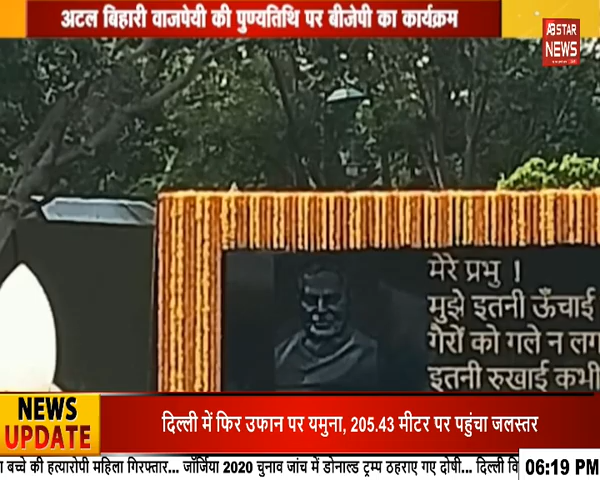 अटल बिहारी वाजपेयी की पुण्यतिथि पर बीजेपी का कार्यक्रम
AB STAR
NEWS
मेरे प्रभु !
मुझे इतनी ऊँचाई
गैरों को गले न लग
इतनी रुखाई कभी
NEWS
UPDATE
दिल्ली में फिर उफान पर यमुना, 205.43 मीटर पर पहुंचा जलस्तर
बच्चे की हत्यारोपी महिला गिरफ्तार... जॉर्जिया 2020 चुनाव जांच में डोनाल्ड ट्रम्प ठहराए गए दोषी... दिल्ली वि
06:19 PM